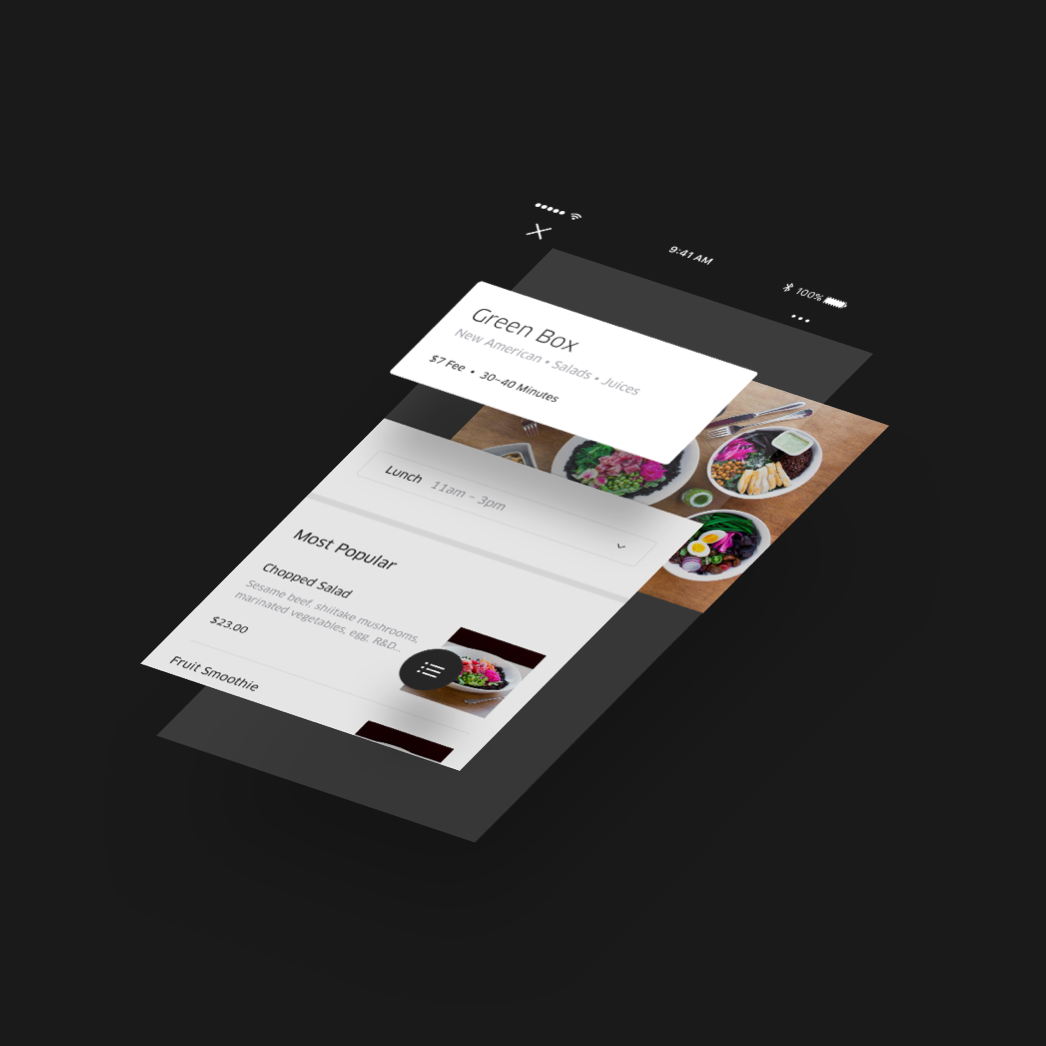 9:41 AM
100%
Green Box
New American • Salads • Juices
$7 Fee • 30–40 Minutes
Lunch 11am – 3pm
Most Popular
Chopped Salad
Sesame beef, shiitake mushrooms,
marinated vegetables, egg, R&D...
$23.00
Fruit Smoothie